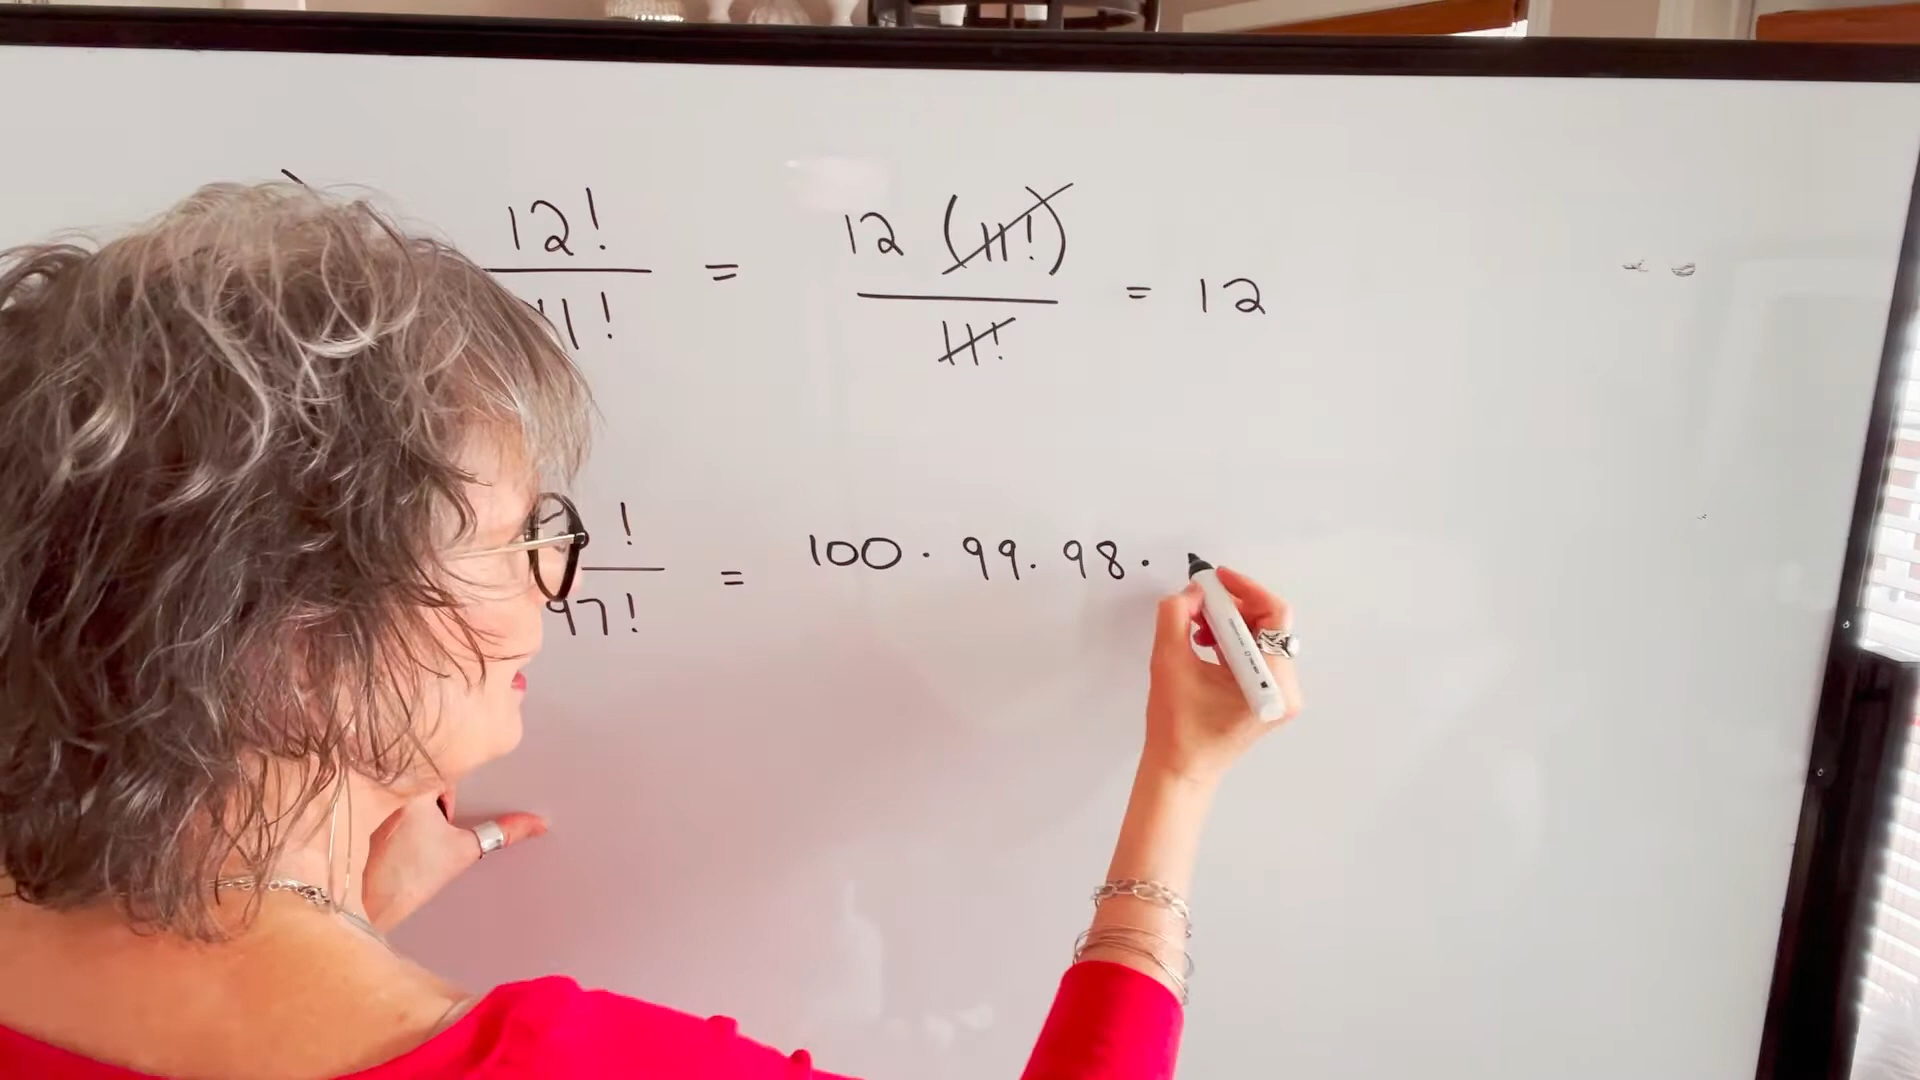 12! / 11! = 12 (11!) / 11! = 12
! / 97! = 100 · 99 · 98 ·